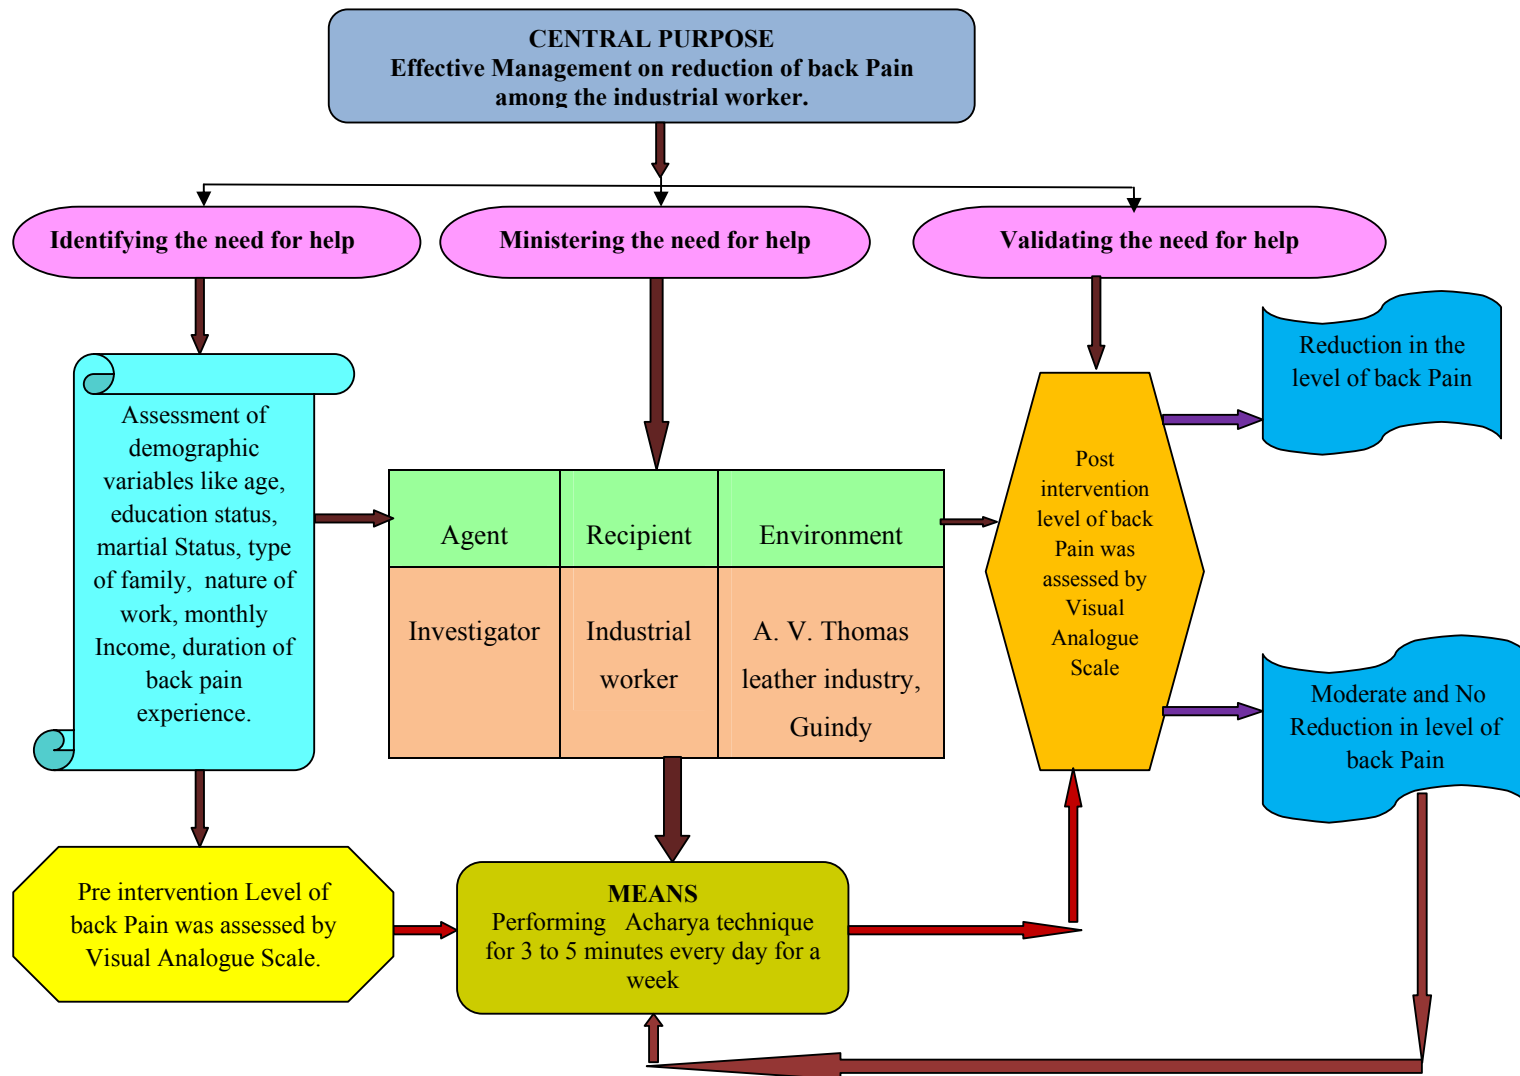 CENTRAL PURPOSE
Effective Management on reduction of back Pain
among the industrial worker.
Identifying the need for help
Ministering the need for help
Validating the need for help
Assessment of
demographic
variables like age,
education status,
martial Status, type
of family, nature of
work, monthly
Income, duration of
back pain
experience.
Agent
Recipient
Environment
Investigator
Industrial
worker
A. V. Thomas
leather industry,
Guindy
Post
intervention
level of back
Pain was
assessed by
Visual
Analogue
Scale
Reduction in the
level of back Pain
Moderate and No
Reduction in level of
back Pain
Pre intervention Level of
back Pain was assessed by
Visual Analogue Scale.
MEANS
Performing Acharya technique
for 3 to 5 minutes every day for a
week